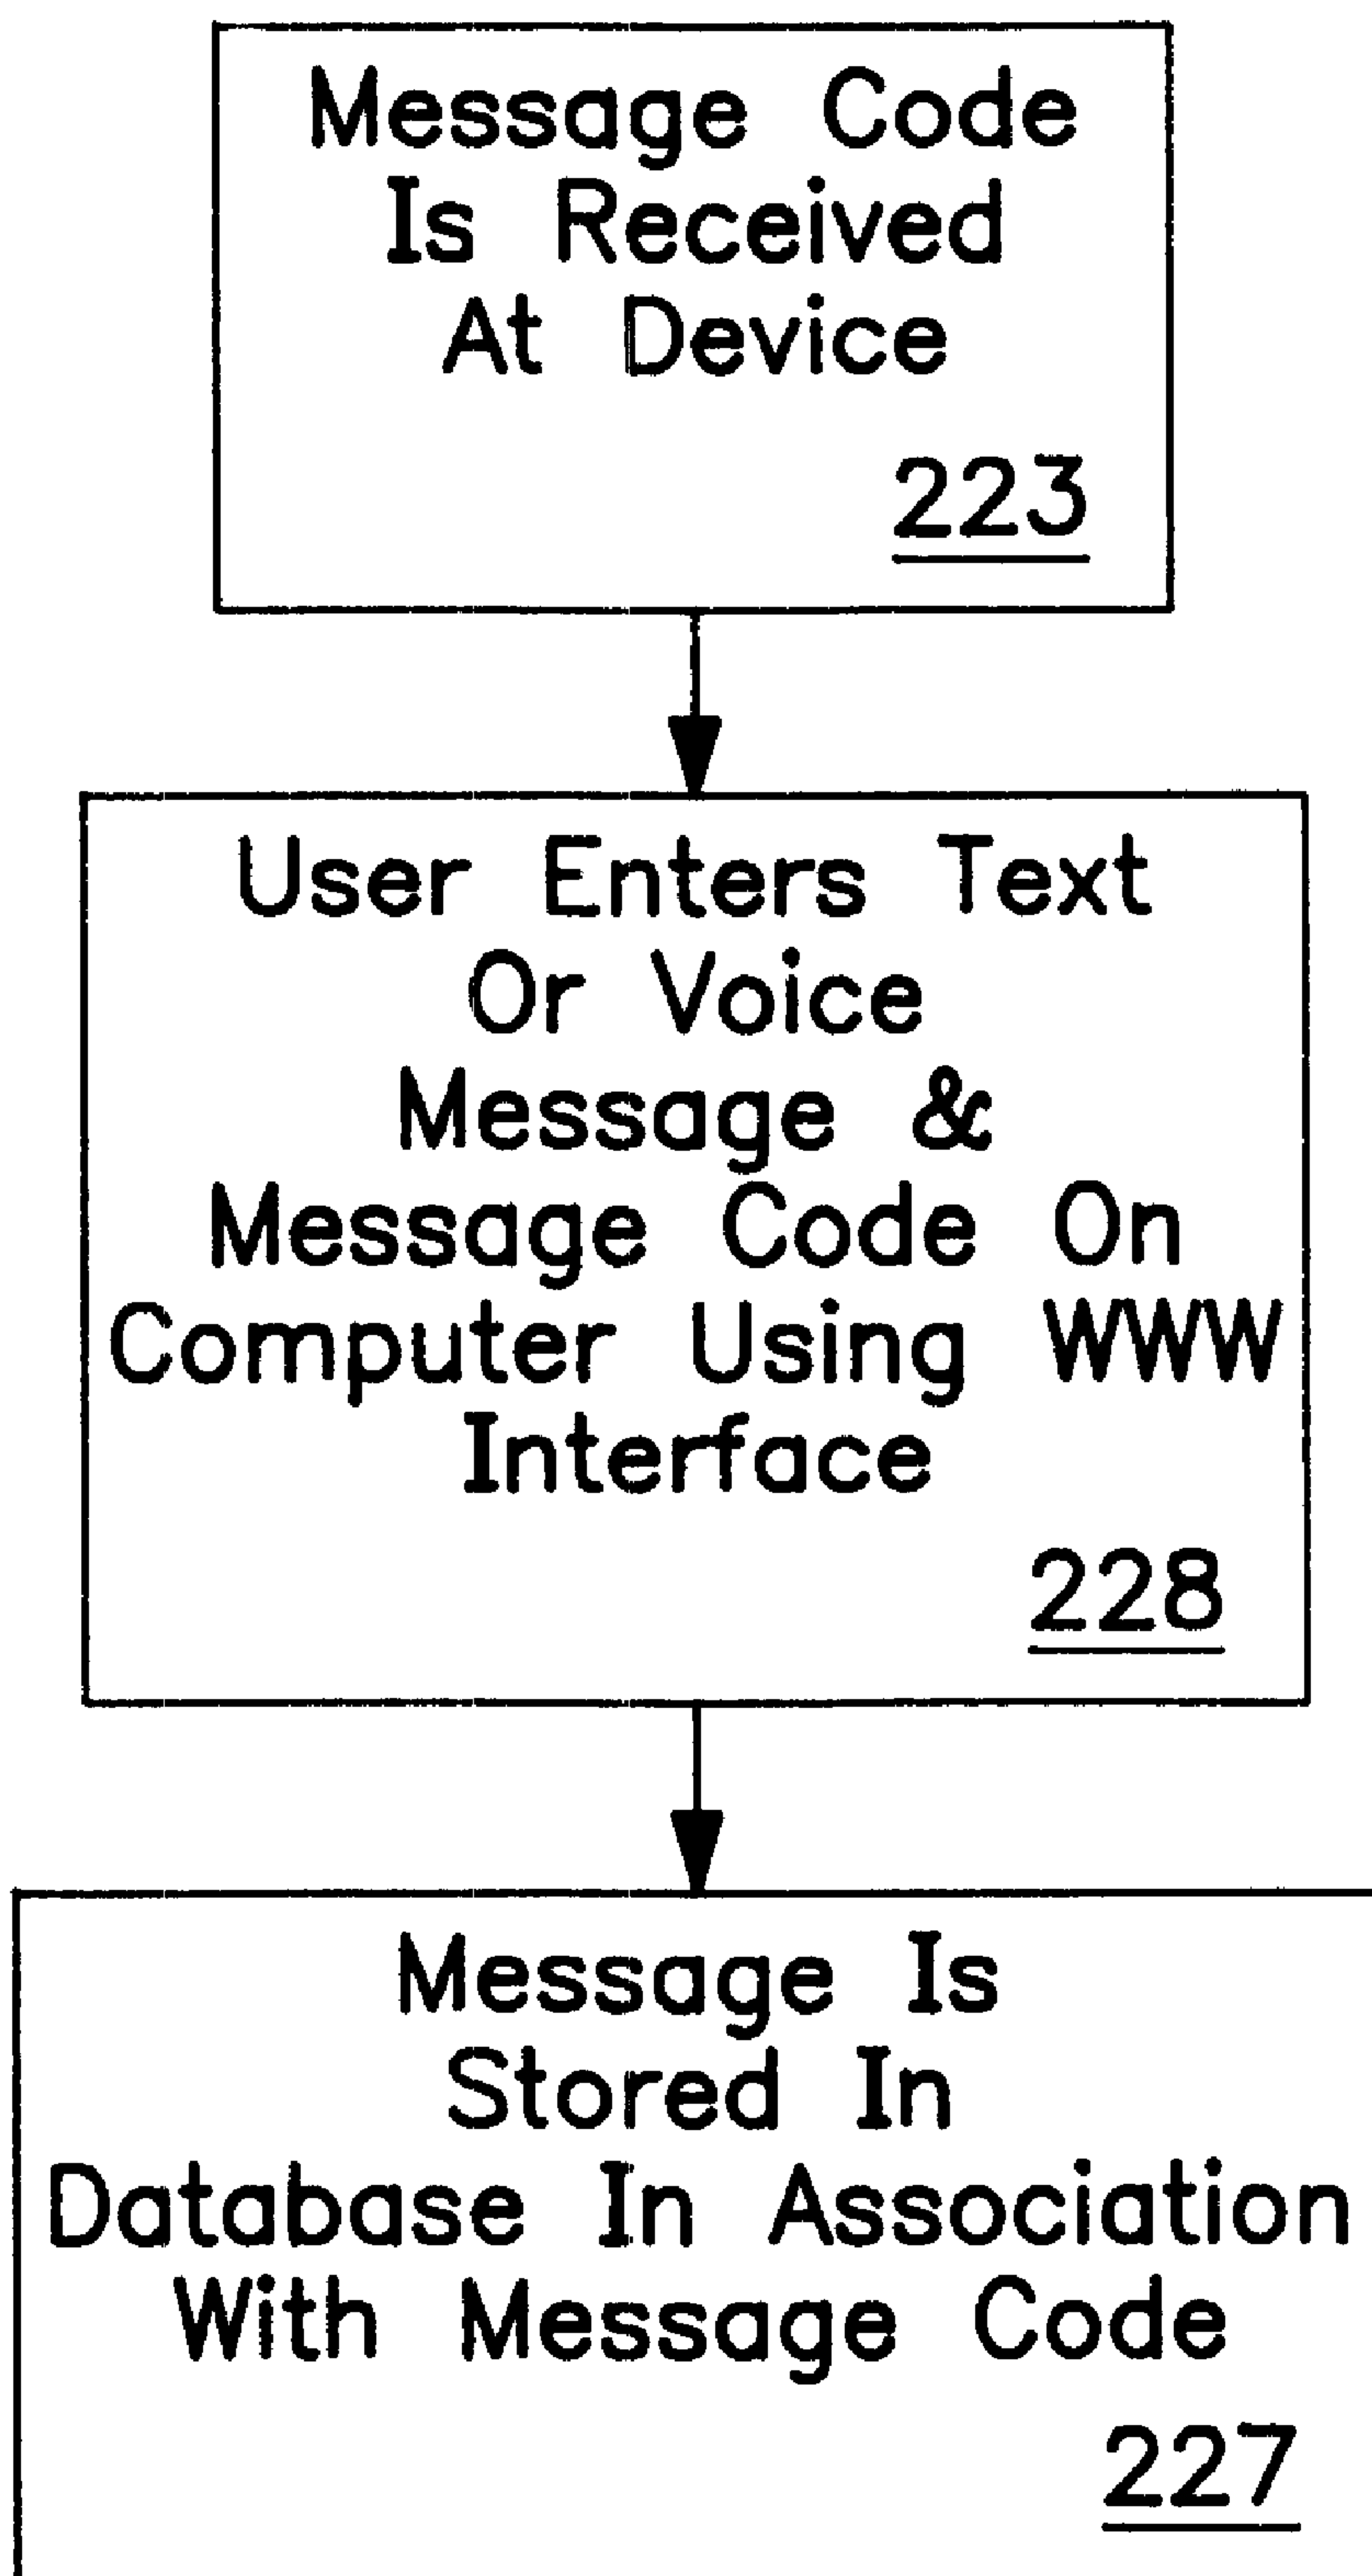 Message Code
Is Received
At Device
223
User Enters Text
Or Voice
Message &
Message Code On
Computer Using WWW
Interface
228
Message Is
Stored In
Database In Association
With Message Code
227